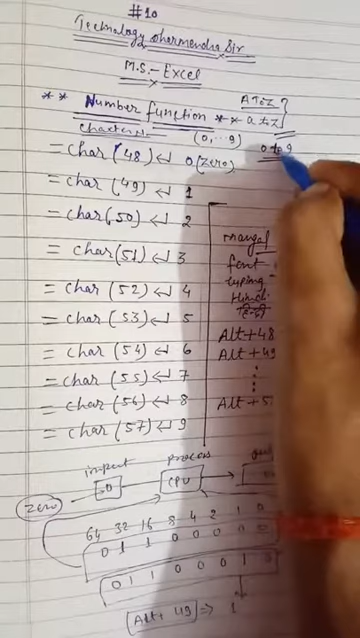 #10
Technology Dharmendra Sir
M.S.-Excel
A to Z
** Number function ** a to z
Character
(0, ... 9) 0 to 9
= char (48) ↵ 0 (zero)
= char (49) ↵ 1
= char (50) ↵ 2
= char (51) ↵ 3
= char (52) ↵ 4
= char (53) ↵ 5
= char (54) ↵ 6
= char (55) ↵ 7
= char (56) ↵ 8
= char (57) ↵ 9
mangal
font
typing
Hindi
Alt+48
Alt+49
Alt+5
input process
zero CPU
64 32 16 8 4 2 1 0
0 1 1 0 0 0 0 0
0 1 1 0 0 0 1
[Alt+49] => 1